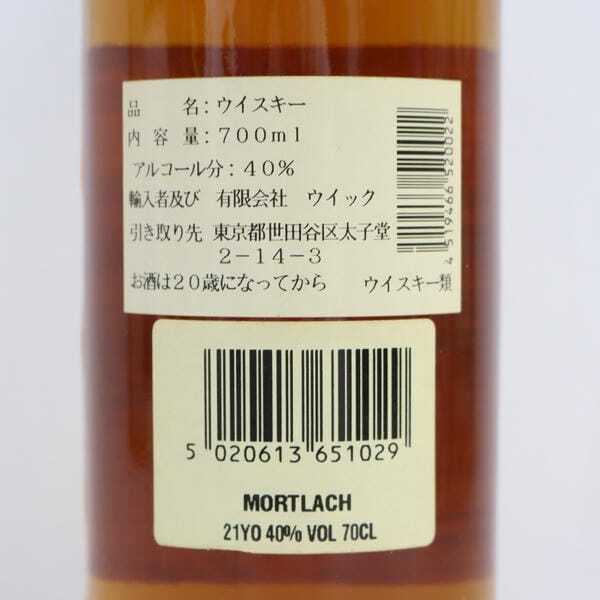 品　　名：ウイスキー
内 容 量：７００ｍｌ
アルコール分：４０％
輸入者及び　有限会社　ウイック
引き取り先　東京都世田谷区太子堂
２－１４－３
お酒は２０歳になってから　　ウイスキー類
4 519466 520022
5 020613 651029
MORTLACH
21YO 40% VOL 70CL